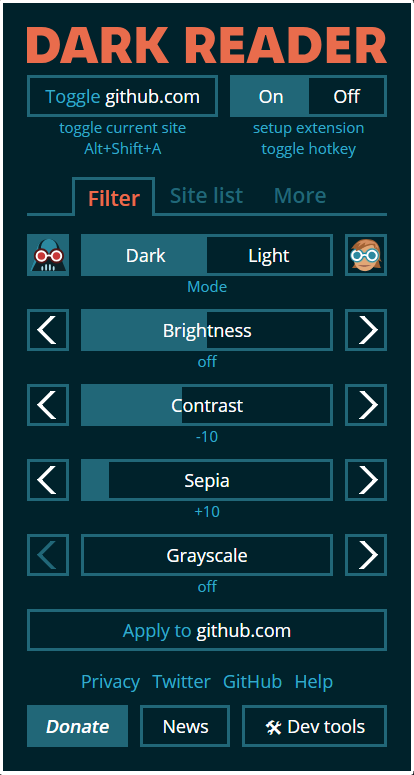 DARK READER
Toggle github.com
On Off
toggle current site
Alt+Shift+A
setup extension
toggle hotkey
Filter Site list More
Dark Light
Mode
Brightness
off
Contrast
-10
Sepia
+10
Grayscale
off
Apply to github.com
Privacy Twitter GitHub Help
Donate News 🛠 Dev tools